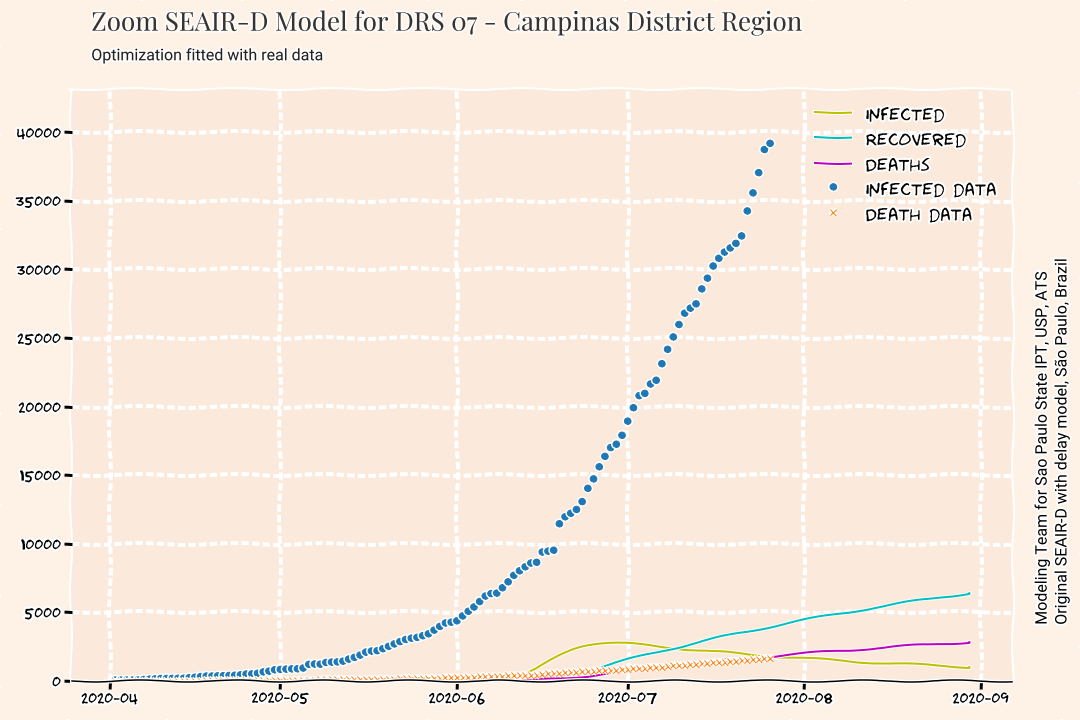 Zoom SEAIR-D Model for DRS 07 - Campinas District Region
Optimization fitted with real data
INFECTED
RECOVERED
DEATHS
INFECTED DATA
DEATH DATA
40000
35000
30000
25000
20000
15000
10000
5000
0
2020-04
2020-05
2020-06
2020-07
2020-08
2020-09
Modeling Team for Sao Paulo State IPT, USP, ATS
Original SEAIR-D with delay model, São Paulo, Brazil